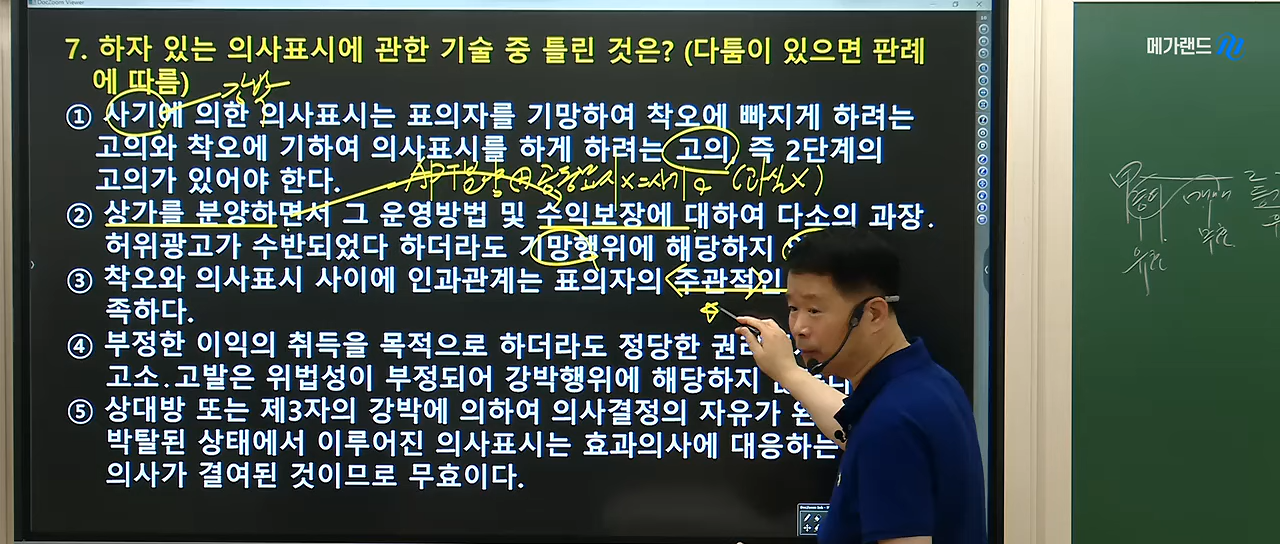 DocZoom Viewer
메가랜드
7. 하자 있는 의사표시에 관한 기술 중 틀린 것은? (다툼이 있으면 판례
에 따름)
강박
① 사기에 의한 의사표시는 표의자를 기망하여 착오에 빠지게 하려는
고의와 착오에 기하여 의사표시를 하게 하려는 고의, 즉 2단계의
고의가 있어야 한다.
② 상가를 분양하면서 그 운영방법 및 수익보장에 대하여 다소의 과장.
허위광고가 수반되었다 하더라도 기망행위에 해당하지
③ 착오와 의사표시 사이에 인과관계는 표의자의 주관적인
족하다.
④ 부정한 이익의 취득을 목적으로 하더라도 정당한
고소.고발은 위법성이 부정되어 강박행위에 해당하지
⑤ 상대방 또는 제3자의 강박에 의하여 의사결정의 자유가
박탈된 상태에서 이루어진 의사표시는 효과의사에 대응하는
의사가 결여된 것이므로 무효이다.